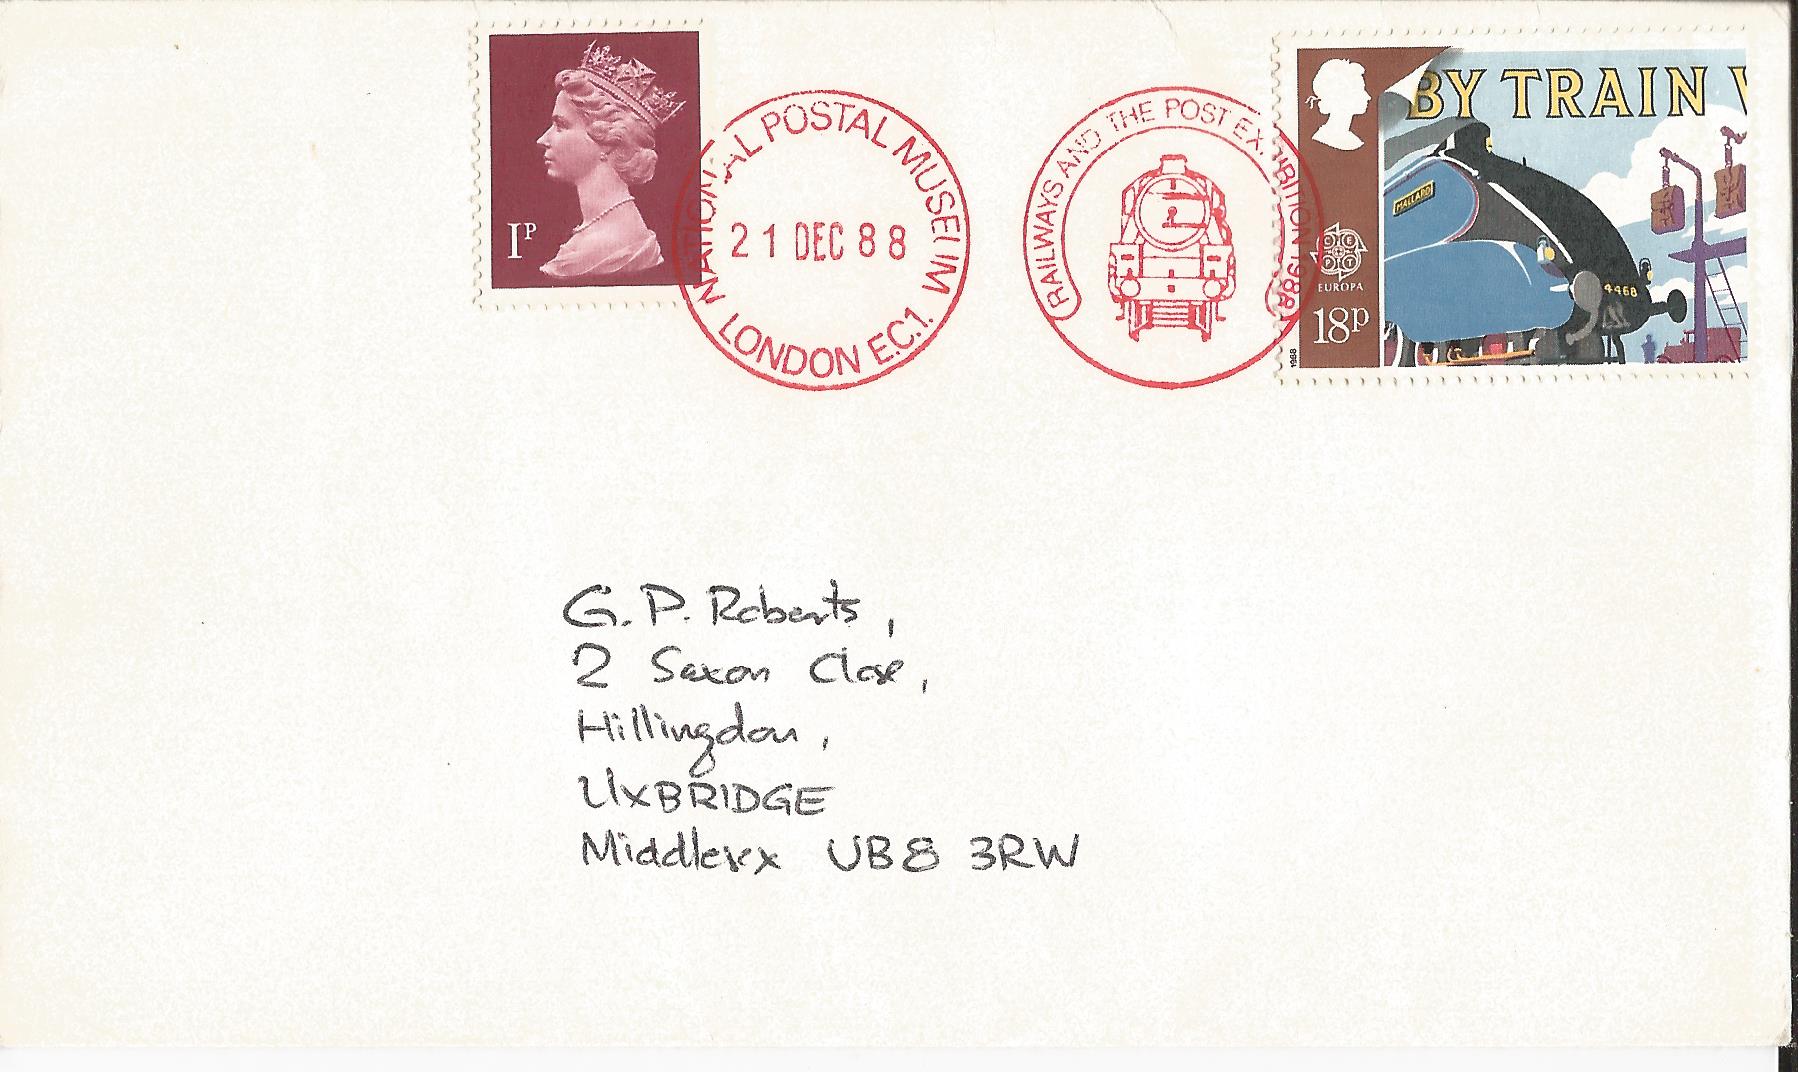 1P
NATIONAL POSTAL MUSEUM
21 DEC 88
LONDON E.C.1.
RAILWAYS AND THE POST EXHIBITION 1988
BY TRAIN
MALLARD
4468
CEPT
EUROPA
18p
1988
G. P. Roberts,
2 Saxon Close,
Hillingdon,
UXBRIDGE
Middlesex UB8 3RW